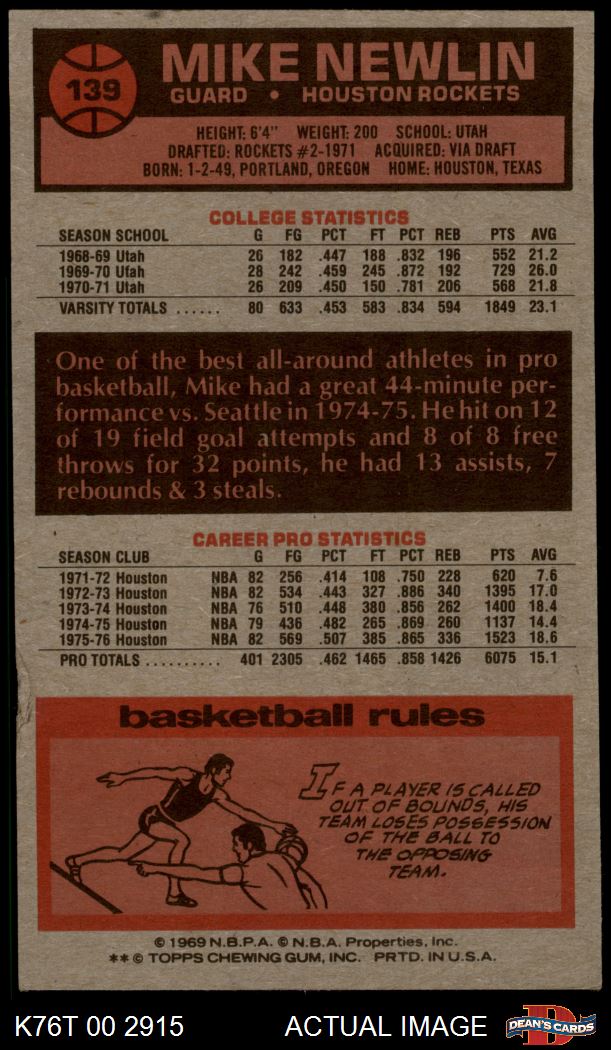 139
MIKE NEWLIN
GUARD • HOUSTON ROCKETS
HEIGHT: 6'4" WEIGHT: 200 SCHOOL: UTAH
DRAFTED: ROCKETS #2-1971 ACQUIRED: VIA DRAFT
BORN: 1-2-49, PORTLAND, OREGON HOME: HOUSTON, TEXAS
COLLEGE STATISTICS
SEASON SCHOOL G FG PCT FT PCT REB PTS AVG
1968-69 Utah 26 182 .447 188 .832 196 552 21.2
1969-70 Utah 28 242 .459 245 .872 192 729 26.0
1970-71 Utah 26 209 .450 150 .781 206 568 21.8
VARSITY TOTALS ...... 80 633 .453 583 .834 594 1849 23.1
One of the best all-around athletes in pro
basketball, Mike had a great 44-minute per-
formance vs. Seattle in 1974-75. He hit on 12
of 19 field goal attempts and 8 of 8 free
throws for 32 points, he had 13 assists, 7
rebounds & 3 steals.
CAREER PRO STATISTICS
SEASON CLUB G FG PCT FT PCT REB PTS AVG
1971-72 Houston NBA 82 256 .414 108 .750 228 620 7.6
1972-73 Houston NBA 82 534 .443 327 .886 340 1395 17.0
1973-74 Houston NBA 76 510 .448 380 .856 262 1400 18.4
1974-75 Houston NBA 79 436 .482 265 .869 260 1137 14.4
1975-76 Houston NBA 82 569 .507 385 .865 336 1523 18.6
PRO TOTALS .......... 401 2305 .462 1465 .858 1426 6075 15.1
basketball rules
IF A PLAYER IS CALLED
OUT OF BOUNDS, HIS
TEAM LOSES POSSESSION
OF THE BALL TO
THE OPPOSING
TEAM.
© 1969 N.B.P.A. © N.B.A. Properties, Inc.
** © TOPPS CHEWING GUM, INC. PRTD. IN U.S.A.
K76T 00 2915 ACTUAL IMAGE
D
DEAN'S CARDS